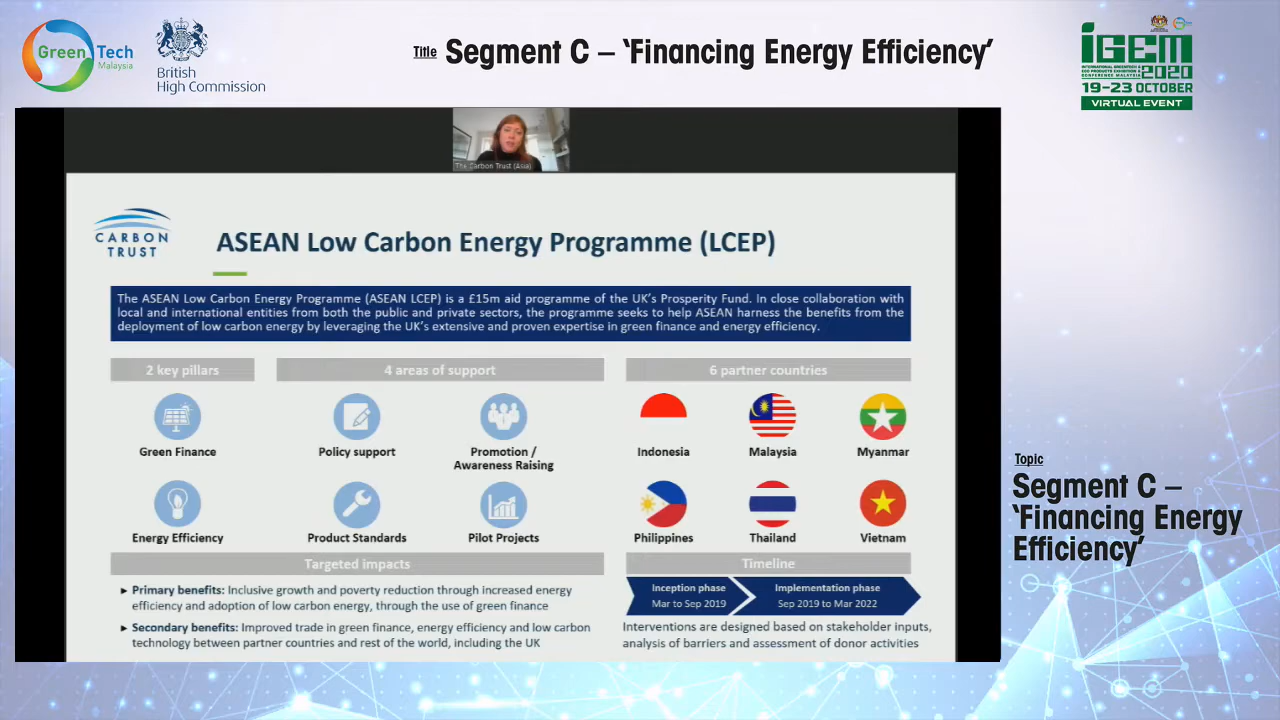 GreenTech
Malaysia
British
High Commission
Title Segment C – ‘Financing Energy Efficiency’
iGEM
INTERNATIONAL GREENTECH &
ECO PRODUCTS EXHIBITION &
CONFERENCE MALAYSIA 2020
19-23 OCTOBER
VIRTUAL EVENT
The Carbon Trust (Asia)
CARBON
TRUST
ASEAN Low Carbon Energy Programme (LCEP)
The ASEAN Low Carbon Energy Programme (ASEAN LCEP) is a £15m aid programme of the UK's Prosperity Fund. In close collaboration with
local and international entities from both the public and private sectors, the programme seeks to help ASEAN harness the benefits from the
deployment of low carbon energy by leveraging the UK's extensive and proven expertise in green finance and energy efficiency.
2 key pillars
4 areas of support
6 partner countries
Green Finance
Policy support
Promotion /
Awareness Raising
Indonesia
Malaysia
Myanmar
Energy Efficiency
Product Standards
Pilot Projects
Philippines
Thailand
Vietnam
Targeted impacts
Timeline
► Primary benefits: Inclusive growth and poverty reduction through increased energy
efficiency and adoption of low carbon energy, through the use of green finance
► Secondary benefits: Improved trade in green finance, energy efficiency and low carbon
technology between partner countries and rest of the world, including the UK
Inception phase
Mar to Sep 2019
Implementation phase
Sep 2019 to Mar 2022
Interventions are designed based on stakeholder inputs,
analysis of barriers and assessment of donor activities
Topic
Segment C –
‘Financing Energy
Efficiency’